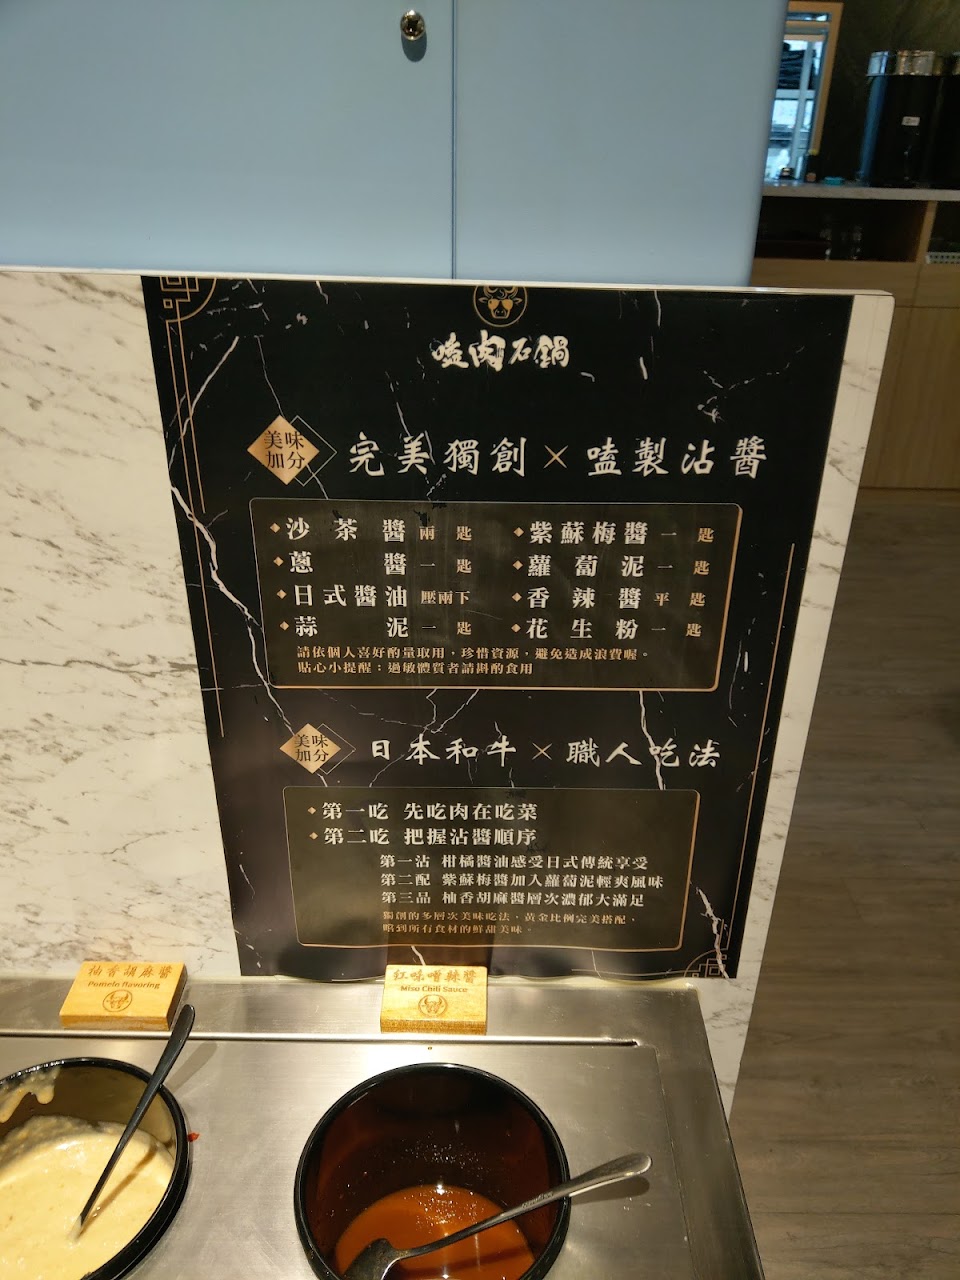 嗑肉石鍋
美味
加分
完美獨創×嗑製沾醬
沙茶醬 兩匙
紫蘇梅醬 一匙
蔥醬 一匙
蘿蔔泥 一匙
日式醬油 壓兩下
香辣醬 平匙
蒜泥 一匙
花生粉 一匙
請依個人喜好酌量取用，珍惜資源，避免造成浪費喔。
貼心小提醒：過敏體質者請斟酌食用
美味
加分
日本和牛×職人吃法
第一吃 先吃肉在吃菜
第二吃 把握沾醬順序
第一沾 柑橘醬油感受日式傳統享受
第二配 紫蘇梅醬加入蘿蔔泥輕爽風味
第三品 柚香胡麻醬層次濃郁大滿足
獨創的多層次美味吃法，黃金比例完美搭配，
嚐到所有食材的鮮甜美味。
柚香胡麻醬
Pomelo flavoring
紅味噌辣醬
Miso Chili Sauce